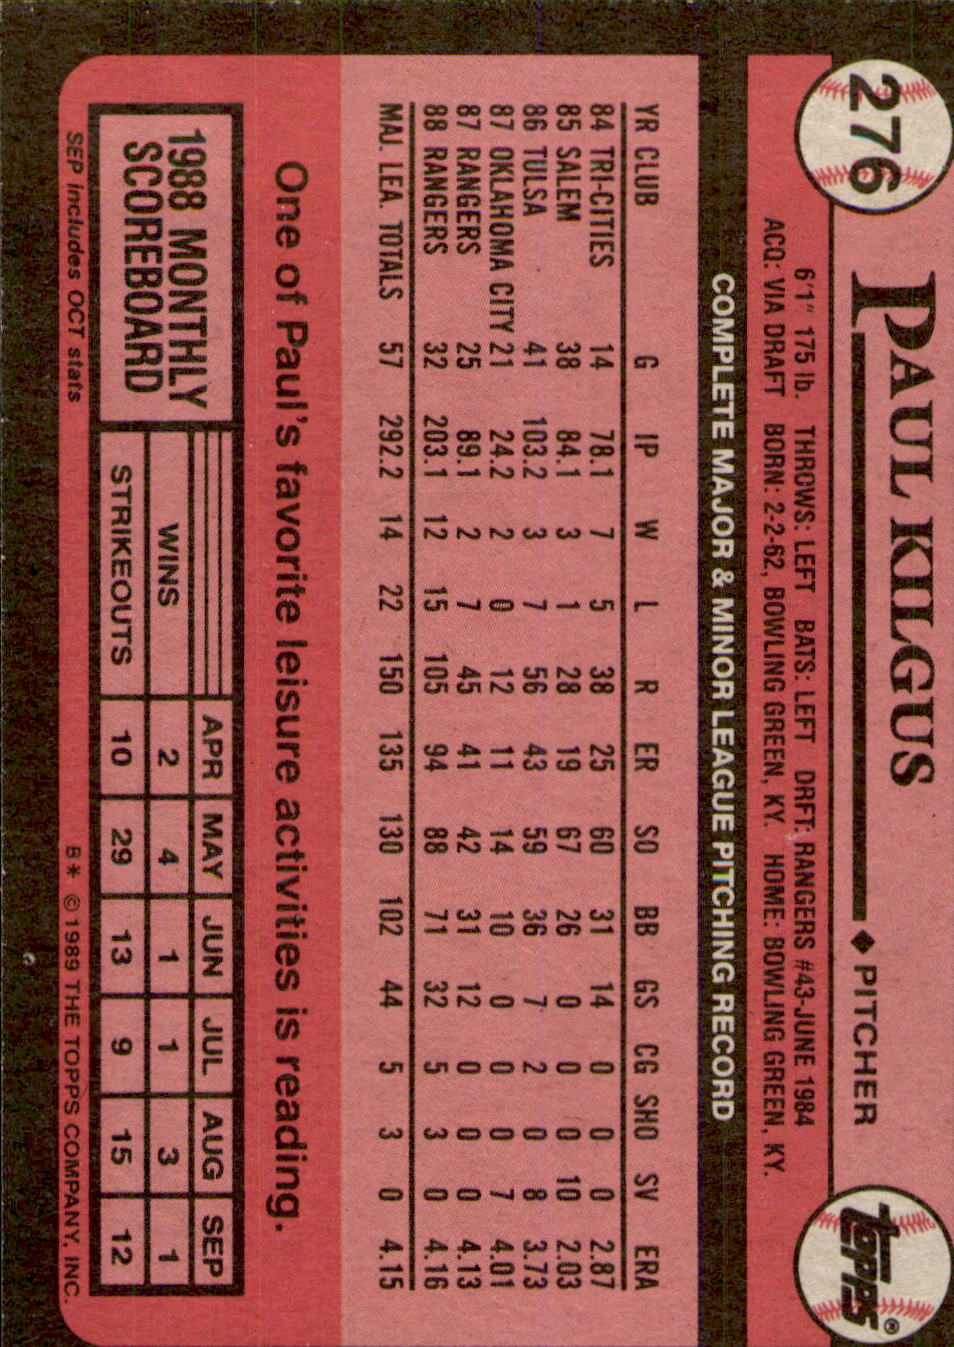 276 PAUL KILGUS ◆ PITCHER TOPPS®
6'1" 175 lb. THROWS: LEFT BATS: LEFT DRFT: RANGERS #43-JUNE 1984
ACQ: VIA DRAFT BORN: 2-2-62, BOWLING GREEN, KY. HOME: BOWLING GREEN, KY.
COMPLETE MAJOR & MINOR LEAGUE PITCHING RECORD
YR CLUB G IP W L R ER SO BB GS CG SHO SV ERA
84 TRI-CITIES 14 78.1 7 5 38 25 60 31 14 0 0 0 2.87
85 SALEM 38 84.1 3 1 28 19 67 26 0 0 0 10 2.03
86 TULSA 41 103.2 3 7 56 43 59 36 7 2 0 8 3.73
87 OKLAHOMA CITY 21 24.2 2 0 12 11 14 10 0 0 0 7 4.01
87 RANGERS 25 89.1 2 7 45 41 42 31 12 0 0 0 4.13
88 RANGERS 32 203.1 12 15 105 94 88 71 32 5 3 0 4.16
MAJ. LEA. TOTALS 57 292.2 14 22 150 135 130 102 44 5 3 0 4.15
One of Paul's favorite leisure activities is reading.
1988 MONTHLY
SCOREBOARD
APR MAY JUN JUL AUG SEP
WINS 2 4 1 1 3 1
STRIKEOUTS 10 29 13 9 15 12
SEP includes OCT stats
B* © 1989 THE TOPPS COMPANY, INC.